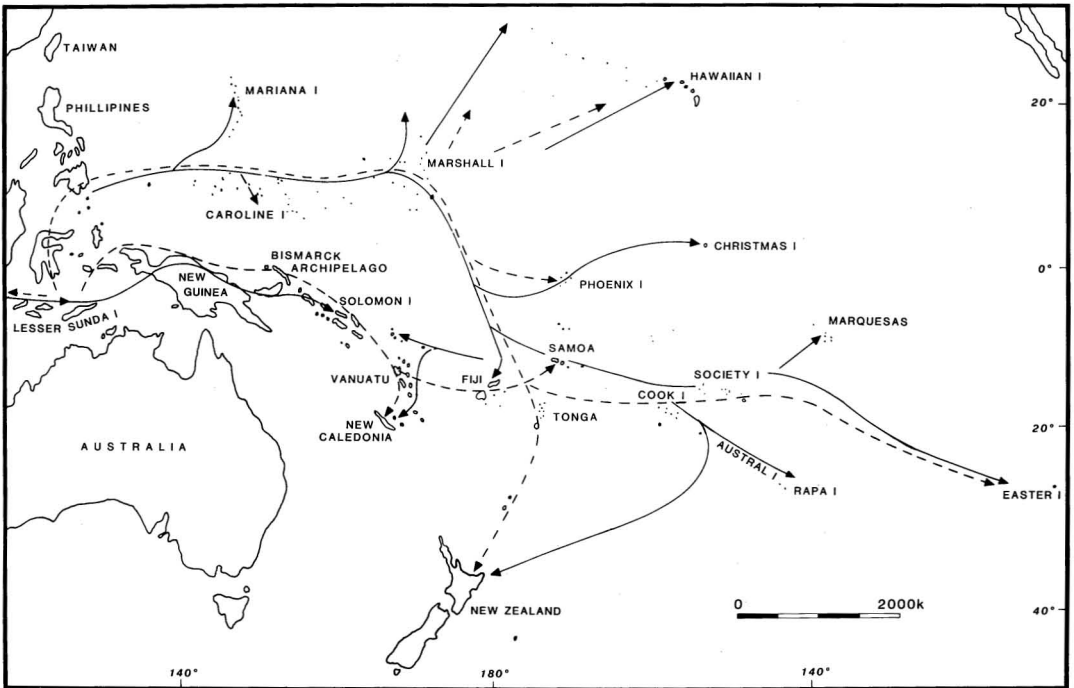 TAIWAN
HAWAIIAN I
MARIANA I
20°
PHILLIPINES
MARSHALL I
CAROLINE I
CHRISTMAS I
BISMARCK
ARCHIPELAGO
0°
NEW
GUINEA
PHOENIX I
SOLOMON I
LESSER SUNDA I
MARQUESAS
SAMOA
VANUATU
FIJI
SOCIETY I
COOK I
TONGA
NEW
CALEDONIA
20°
AUSTRALIA
AUSTRAL I
RAPA I
EASTER I
0 2000k
NEW ZEALAND
40°
140° 180° 140°